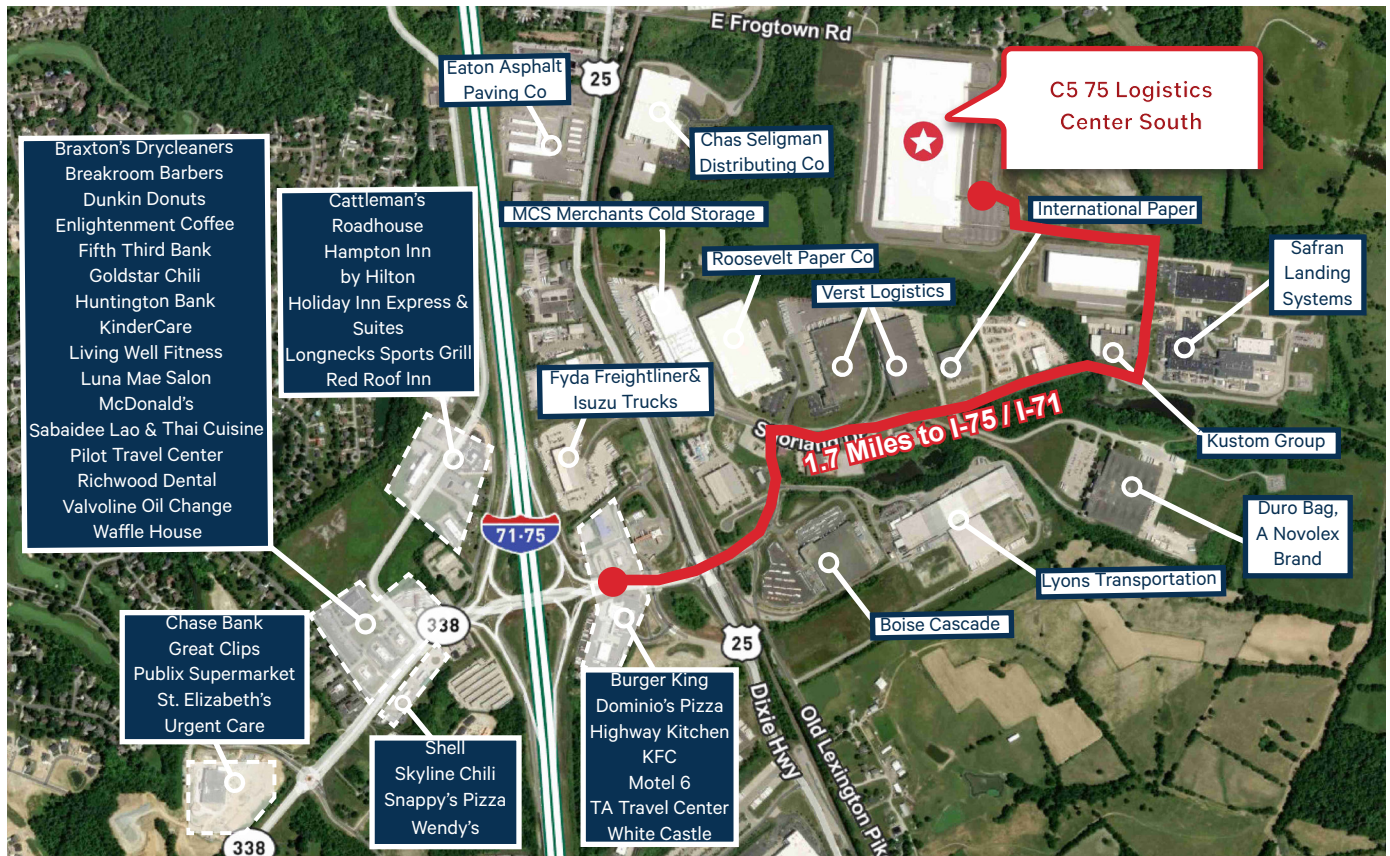 E Frogtown Rd
25
Eaton Asphalt
Paving Co
C5 75 Logistics
Center South
Chas Seligman
Distributing Co
Braxton's Drycleaners
Breakroom Barbers
Dunkin Donuts
Enlightenment Coffee
Fifth Third Bank
Goldstar Chili
Huntington Bank
KinderCare
Living Well Fitness
Luna Mae Salon
McDonald's
Sabaidee Lao & Thai Cuisine
Pilot Travel Center
Richwood Dental
Valvoline Oil Change
Waffle House
Cattleman's
Roadhouse
Hampton Inn
by Hilton
Holiday Inn Express &
Suites
Longnecks Sports Grill
Red Roof Inn
MCS Merchants Cold Storage
International Paper
Roosevelt Paper Co
Safran
Landing
Systems
Verst Logistics
Fyda Freightliner&
Isuzu Trucks
1.7 Miles to I-75 / I-71
Kustom Group
71·75
Duro Bag,
A Novolex
Brand
Lyons Transportation
Boise Cascade
338
25
Chase Bank
Great Clips
Publix Supermarket
St. Elizabeth's
Urgent Care
Shell
Skyline Chili
Snappy's Pizza
Wendy's
Burger King
Dominio's Pizza
Highway Kitchen
KFC
Motel 6
TA Travel Center
White Castle
Dixie Hwy
Old Lexington Pik
338